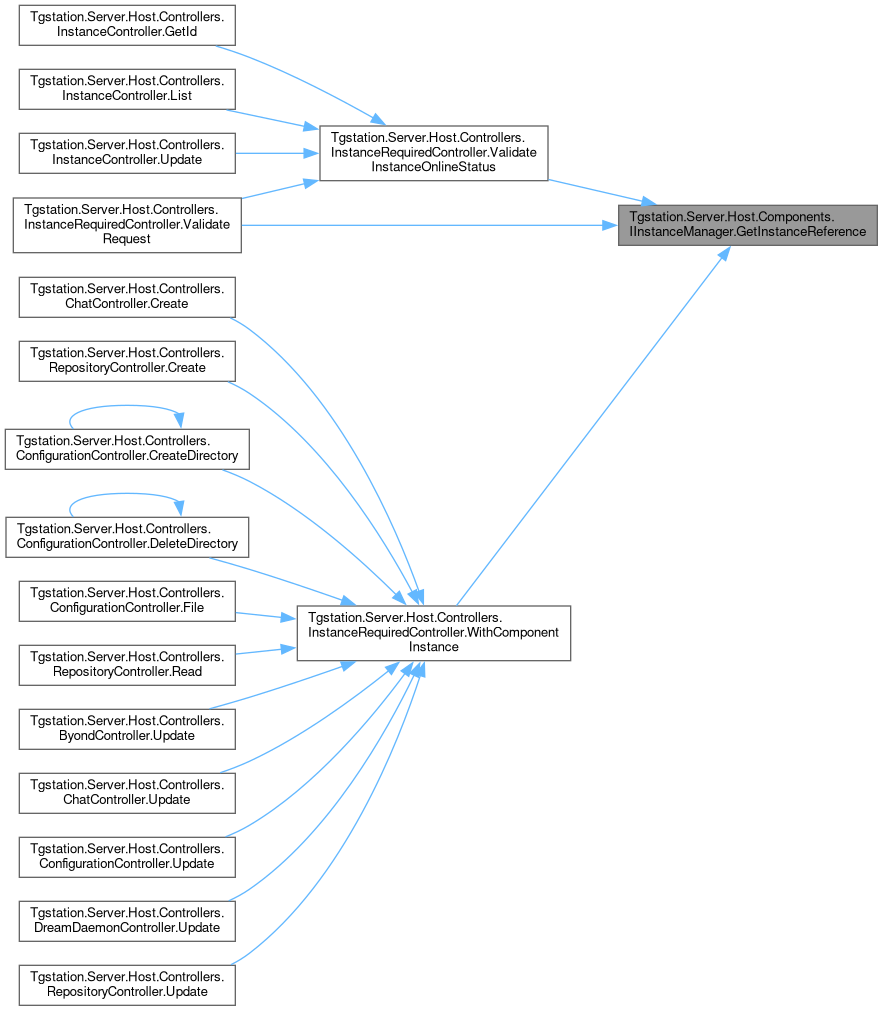 Tgstation.Server.Host.Controllers.
InstanceController.GetId
Tgstation.Server.Host.Controllers.
InstanceController.List
Tgstation.Server.Host.Controllers.
InstanceController.Update
Tgstation.Server.Host.Controllers.
InstanceRequiredController.Validate
Request
Tgstation.Server.Host.Controllers.
InstanceRequiredController.Validate
InstanceOnlineStatus
Tgstation.Server.Host.Components.
IInstanceManager.GetInstanceReference
Tgstation.Server.Host.Controllers.
ChatController.Create
Tgstation.Server.Host.Controllers.
RepositoryController.Create
Tgstation.Server.Host.Controllers.
ConfigurationController.CreateDirectory
Tgstation.Server.Host.Controllers.
ConfigurationController.DeleteDirectory
Tgstation.Server.Host.Controllers.
ConfigurationController.File
Tgstation.Server.Host.Controllers.
InstanceRequiredController.WithComponent
Instance
Tgstation.Server.Host.Controllers.
RepositoryController.Read
Tgstation.Server.Host.Controllers.
ByondController.Update
Tgstation.Server.Host.Controllers.
ChatController.Update
Tgstation.Server.Host.Controllers.
ConfigurationController.Update
Tgstation.Server.Host.Controllers.
DreamDaemonController.Update
Tgstation.Server.Host.Controllers.
RepositoryController.Update